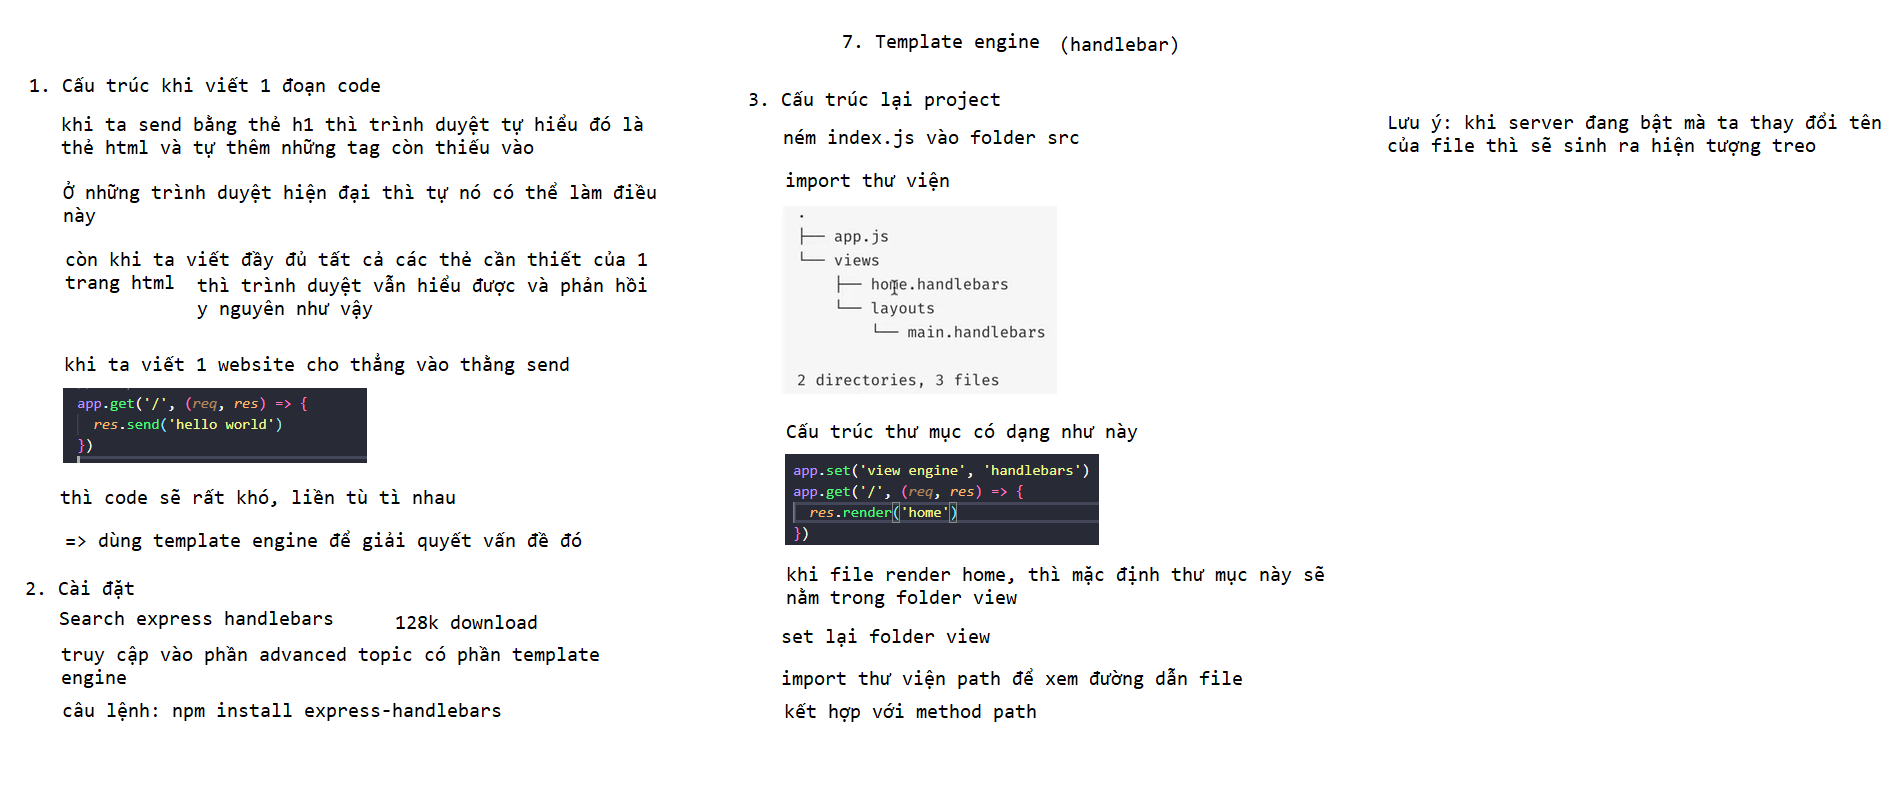 7. Template engine (handlebar)
1. Cấu trúc khi viết 1 đoạn code
khi ta send bằng thẻ h1 thì trình duyệt tự hiểu đó là
thẻ html và tự thêm những tag còn thiếu vào
Ở những trình duyệt hiện đại thì tự nó có thể làm điều
này
còn khi ta viết đầy đủ tất cả các thẻ cần thiết của 1
trang html thì trình duyệt vẫn hiểu được và phản hồi
y nguyên như vậy
khi ta viết 1 website cho thẳng vào thằng send
app.get('/', (req, res) => {
res.send('hello world')
})
thì code sẽ rất khó, liền tù tì nhau
=> dùng template engine để giải quyết vấn đề đó
2. Cài đặt
Search express handlebars 128k download
truy cập vào phần advanced topic có phần template
engine
câu lệnh: npm install express-handlebars
3. Cấu trúc lại project
ném index.js vào folder src
import thư viện
.
├── app.js
└── views
├── home.handlebars
└── layouts
└── main.handlebars
2 directories, 3 files
Cấu trúc thư mục có dạng như này
app.set('view engine', 'handlebars')
app.get('/', (req, res) => {
res.render('home')
})
khi file render home, thì mặc định thư mục này sẽ
nằm trong folder view
set lại folder view
import thư viện path để xem đường dẫn file
kết hợp với method path
Lưu ý: khi server đang bật mà ta thay đổi tên
của file thì sẽ sinh ra hiện tượng treo